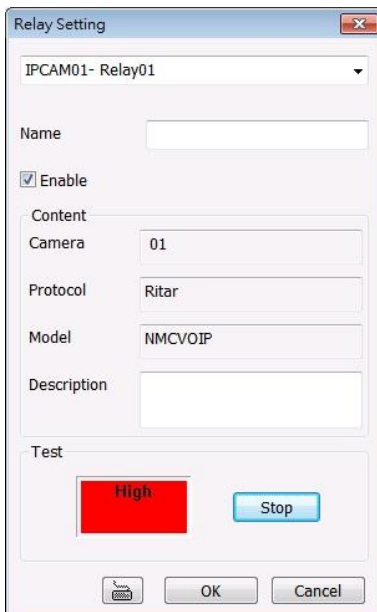 Relay Setting
IPCAM01- Relay01
Name
Enable
Content
Camera 01
Protocol Ritar
Model NMCVOIP
Description
Test
High
Stop
OK Cancel